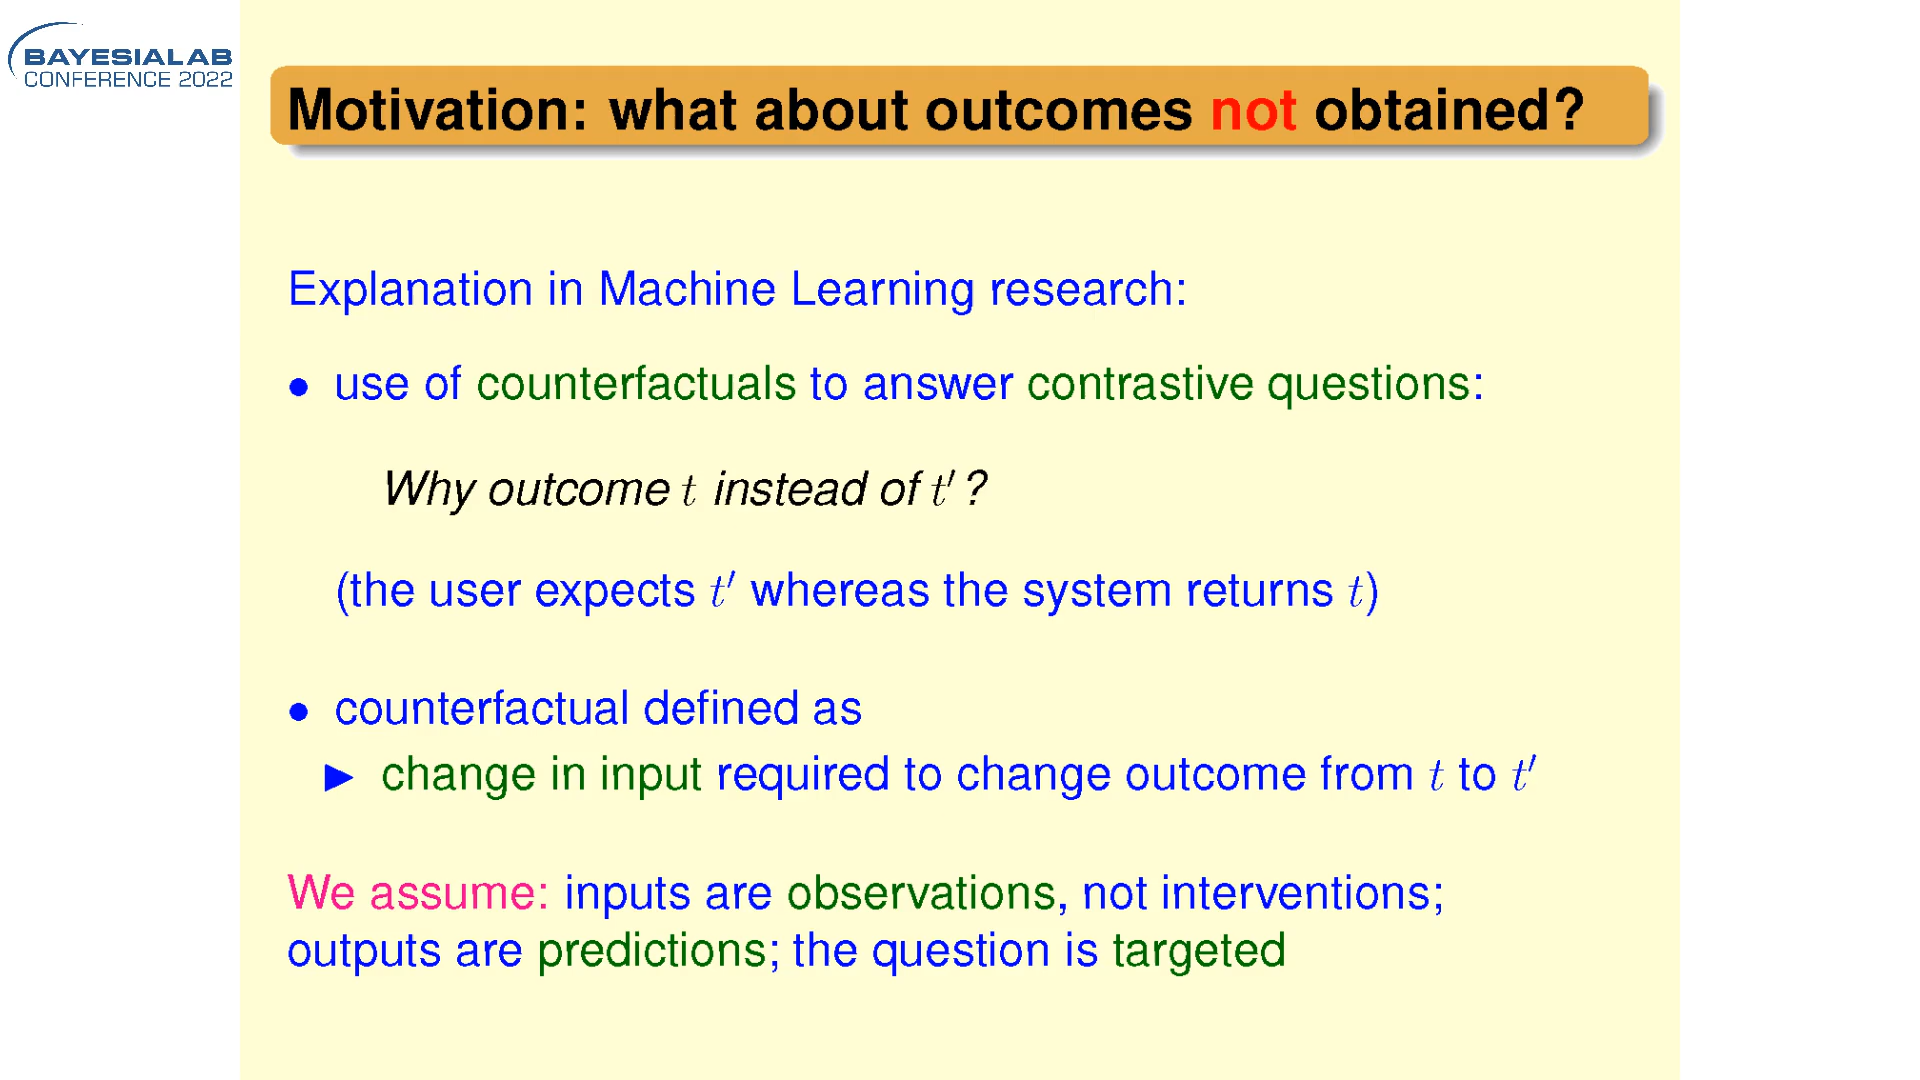 BAYESIALAB
CONFERENCE 2022
Motivation: what about outcomes not obtained?
Explanation in Machine Learning research:
• use of counterfactuals to answer contrastive questions:
Why outcome t instead of t′?
(the user expects t′ whereas the system returns t)
• counterfactual defined as
▶ change in input required to change outcome from t to t′
We assume: inputs are observations, not interventions;
outputs are predictions; the question is targeted